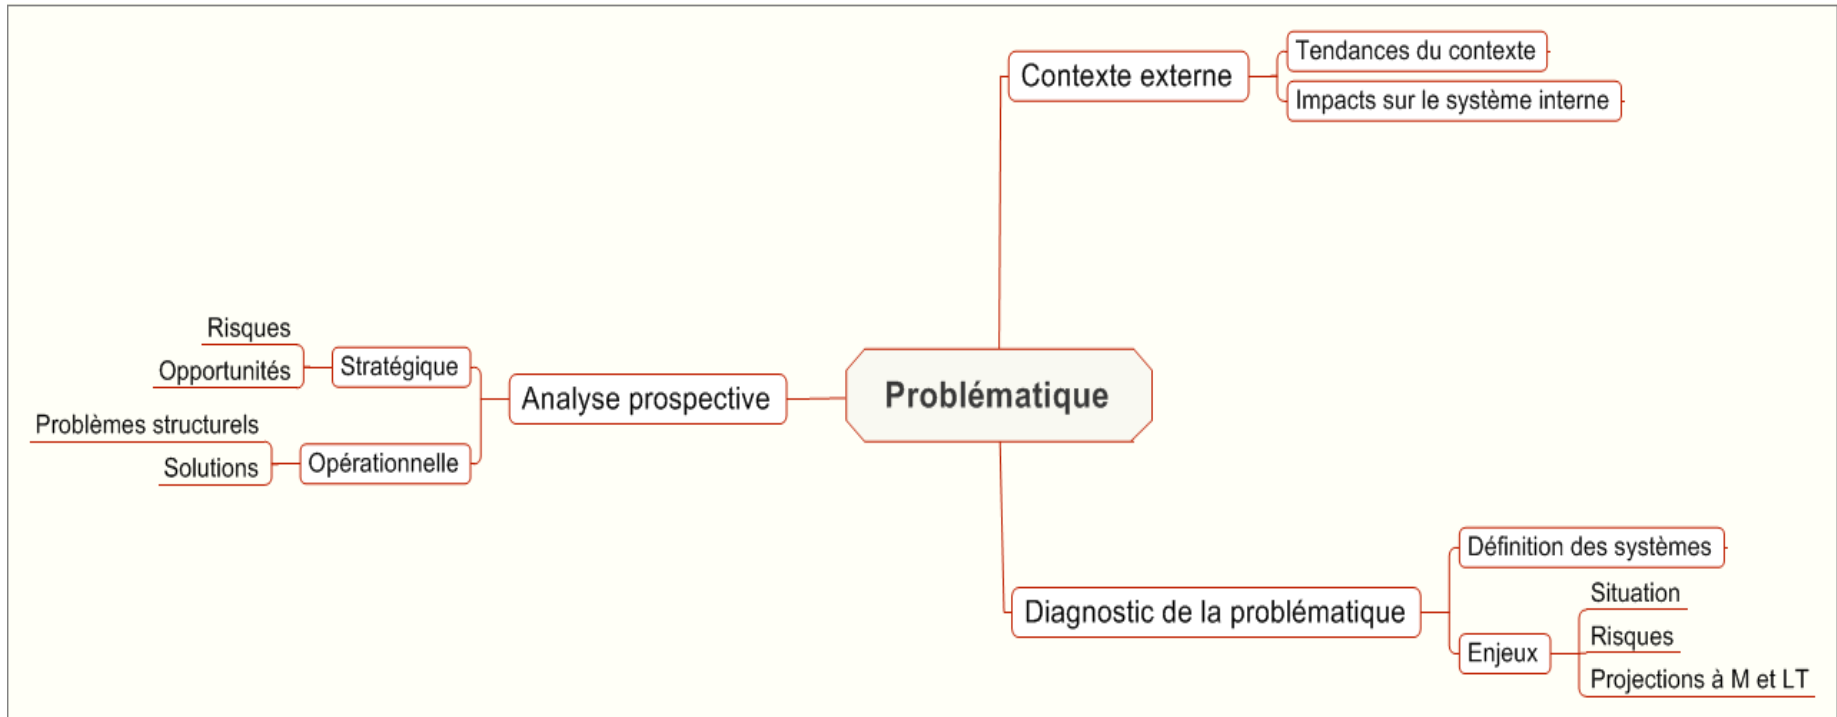 Contexte externe
Tendances du contexte
Impacts sur le système interne
Problématique
Analyse prospective
Stratégique
Risques
Opportunités
Opérationnelle
Problèmes structurels
Solutions
Diagnostic de la problématique
Définition des systèmes
Enjeux
Situation
Risques
Projections à M et LT